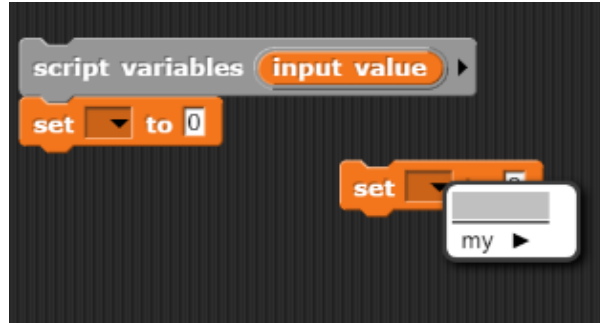 script variables input value
set to 0
set
my